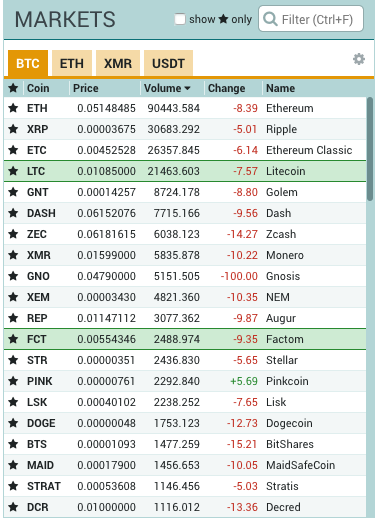 MARKETS show ★ only Filter (Ctrl+F)
BTC ETH XMR USDT
★ Coin Price Volume ▼ Change Name
★ ETH 0.05148485 90443.584 -8.39 Ethereum
★ XRP 0.00003675 30683.292 -5.01 Ripple
★ ETC 0.00452528 26357.845 -6.14 Ethereum Classic
★ LTC 0.01085000 21463.603 -7.57 Litecoin
★ GNT 0.00014257 8724.178 -8.80 Golem
★ DASH 0.06152076 7715.166 -9.56 Dash
★ ZEC 0.06181615 6038.123 -14.27 Zcash
★ XMR 0.01599000 5835.878 -10.22 Monero
★ GNO 0.04790000 5151.505 -100.00 Gnosis
★ XEM 0.00003430 4821.360 -10.35 NEM
★ REP 0.01147112 3077.362 -9.87 Augur
★ FCT 0.00554346 2488.974 -9.35 Factom
★ STR 0.00000351 2436.830 -5.65 Stellar
★ PINK 0.00000761 2292.840 +5.69 Pinkcoin
★ LSK 0.00040102 2238.252 -7.65 Lisk
★ DOGE 0.00000048 1753.123 -12.73 Dogecoin
★ BTS 0.00001093 1477.259 -15.21 BitShares
★ MAID 0.00017900 1456.653 -10.05 MaidSafeCoin
★ STRAT 0.00053608 1146.456 -5.03 Stratis
★ DCR 0.01000000 1116.012 -13.36 Decred